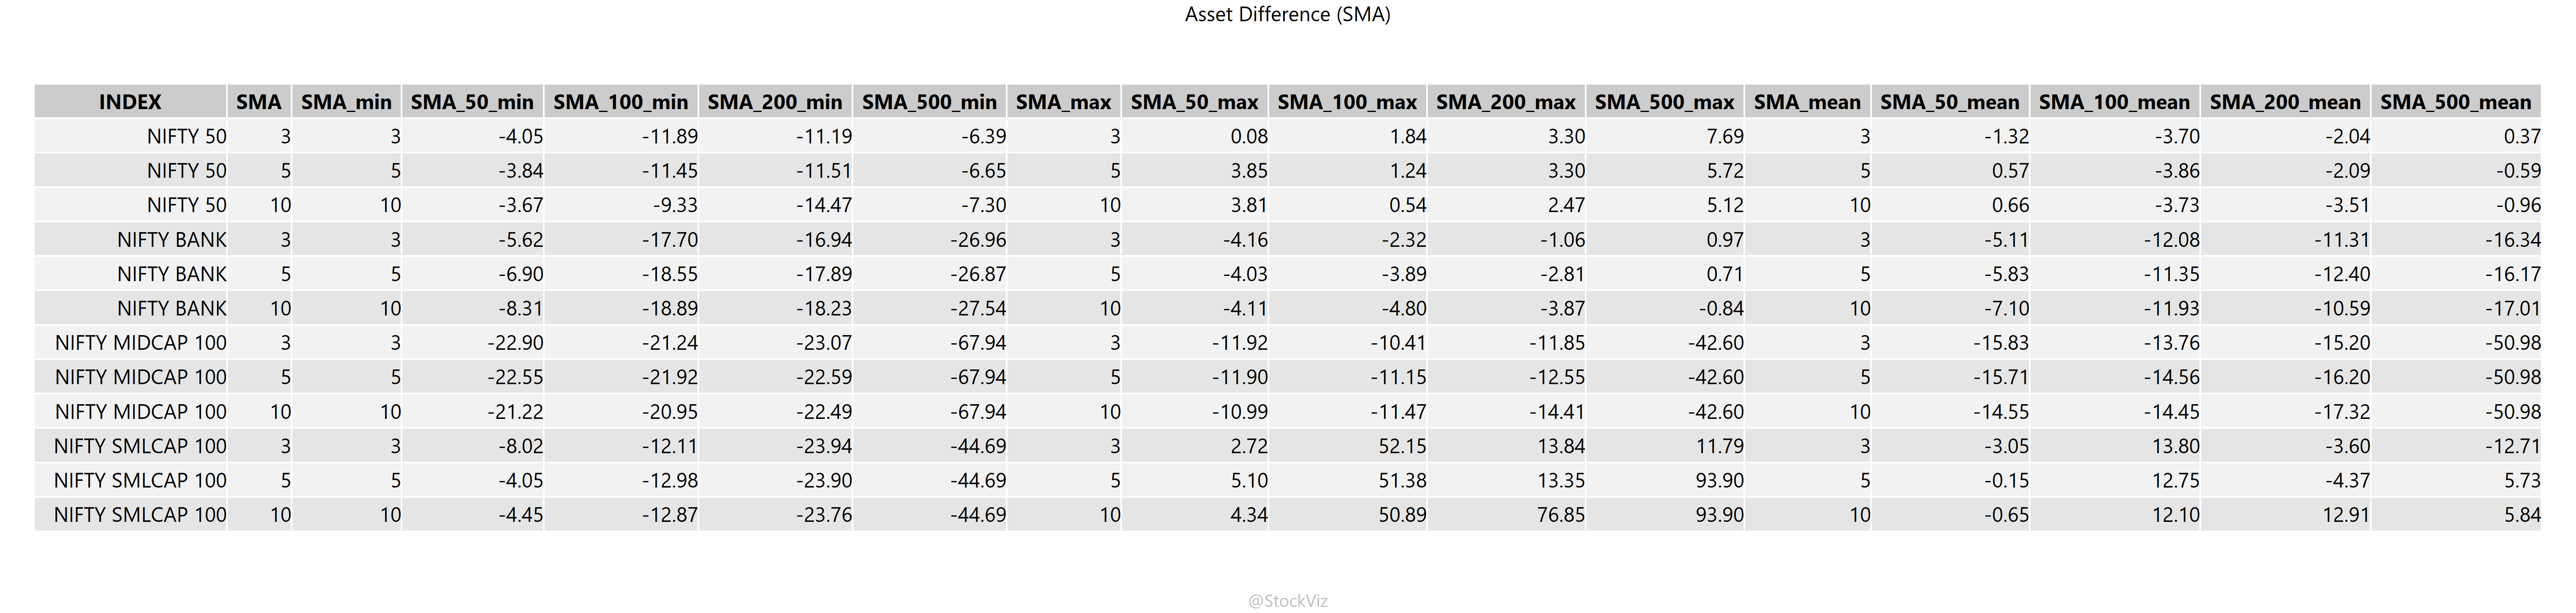 Asset Difference (SMA)
INDEX SMA SMA_min SMA_50_min SMA_100_min SMA_200_min SMA_500_min SMA_max SMA_50_max SMA_100_max SMA_200_max SMA_500_max SMA_mean SMA_50_mean SMA_100_mean SMA_200_mean SMA_500_mean
NIFTY 50 3 3 -4.05 -11.89 -11.19 -6.39 3 0.08 1.84 3.30 7.69 3 -1.32 -3.70 -2.04 0.37
NIFTY 50 5 5 -3.84 -11.45 -11.51 -6.65 5 3.85 1.24 3.30 5.72 5 0.57 -3.86 -2.09 -0.59
NIFTY 50 10 10 -3.67 -9.33 -14.47 -7.30 10 3.81 0.54 2.47 5.12 10 0.66 -3.73 -3.51 -0.96
NIFTY BANK 3 3 -5.62 -17.70 -16.94 -26.96 3 -4.16 -2.32 -1.06 0.97 3 -5.11 -12.08 -11.31 -16.34
NIFTY BANK 5 5 -6.90 -18.55 -17.89 -26.87 5 -4.03 -3.89 -2.81 0.71 5 -5.83 -11.35 -12.40 -16.17
NIFTY BANK 10 10 -8.31 -18.89 -18.23 -27.54 10 -4.11 -4.80 -3.87 -0.84 10 -7.10 -11.93 -10.59 -17.01
NIFTY MIDCAP 100 3 3 -22.90 -21.24 -23.07 -67.94 3 -11.92 -10.41 -11.85 -42.60 3 -15.83 -13.76 -15.20 -50.98
NIFTY MIDCAP 100 5 5 -22.55 -21.92 -22.59 -67.94 5 -11.90 -11.15 -12.55 -42.60 5 -15.71 -14.56 -16.20 -50.98
NIFTY MIDCAP 100 10 10 -21.22 -20.95 -22.49 -67.94 10 -10.99 -11.47 -14.41 -42.60 10 -14.55 -14.45 -17.32 -50.98
NIFTY SMLCAP 100 3 3 -8.02 -12.11 -23.94 -44.69 3 2.72 52.15 13.84 11.79 3 -3.05 13.80 -3.60 -12.71
NIFTY SMLCAP 100 5 5 -4.05 -12.98 -23.90 -44.69 5 5.10 51.38 13.35 93.90 5 -0.15 12.75 -4.37 5.73
NIFTY SMLCAP 100 10 10 -4.45 -12.87 -23.76 -44.69 10 4.34 50.89 76.85 93.90 10 -0.65 12.10 12.91 5.84
@StockViz